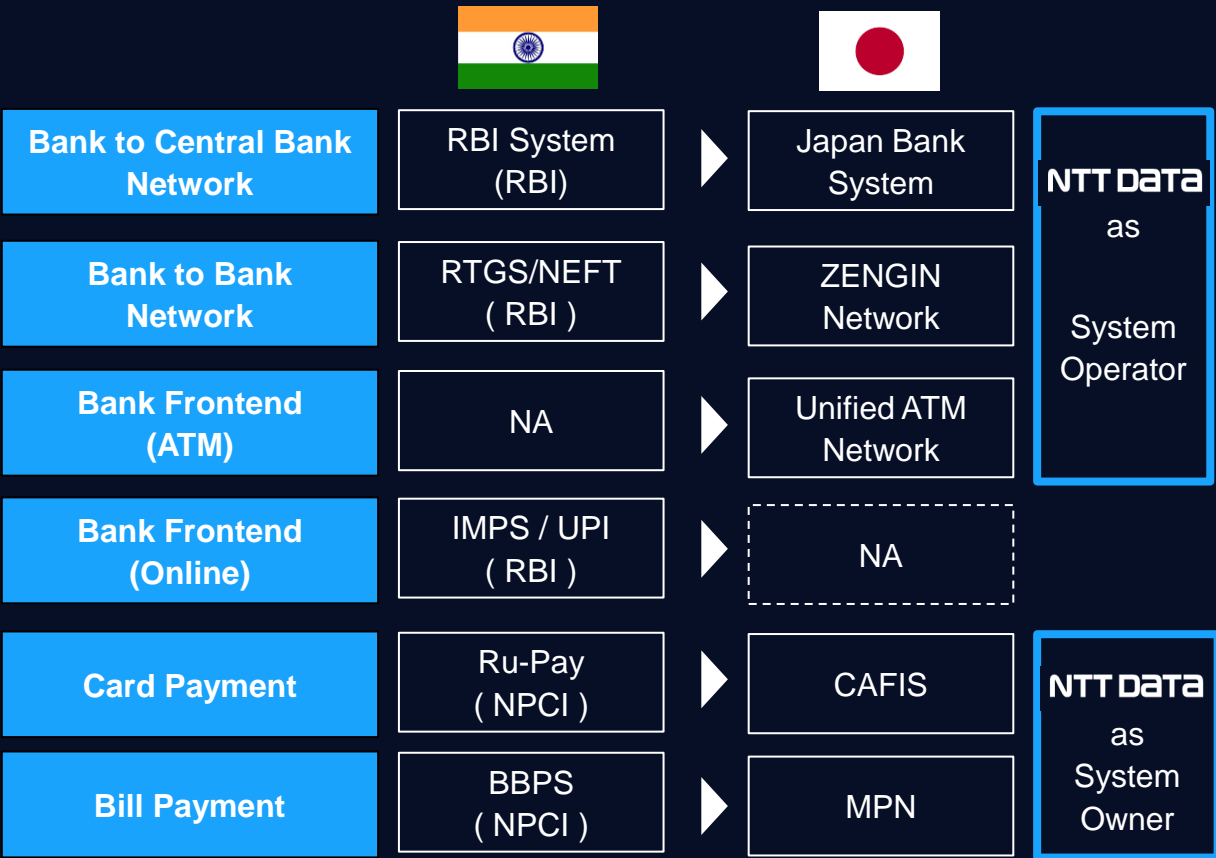 Bank to Central Bank
Network
RBI System
(RBI)
Japan Bank
System
NTT DATA
as
System
Operator
Bank to Bank
Network
RTGS/NEFT
( RBI )
ZENGIN
Network
Bank Frontend
(ATM)
NA
Unified ATM
Network
Bank Frontend
(Online)
IMPS / UPI
( RBI )
NA
Card Payment
Ru-Pay
( NPCI )
CAFIS
NTT DATA
as
System
Owner
Bill Payment
BBPS
( NPCI )
MPN